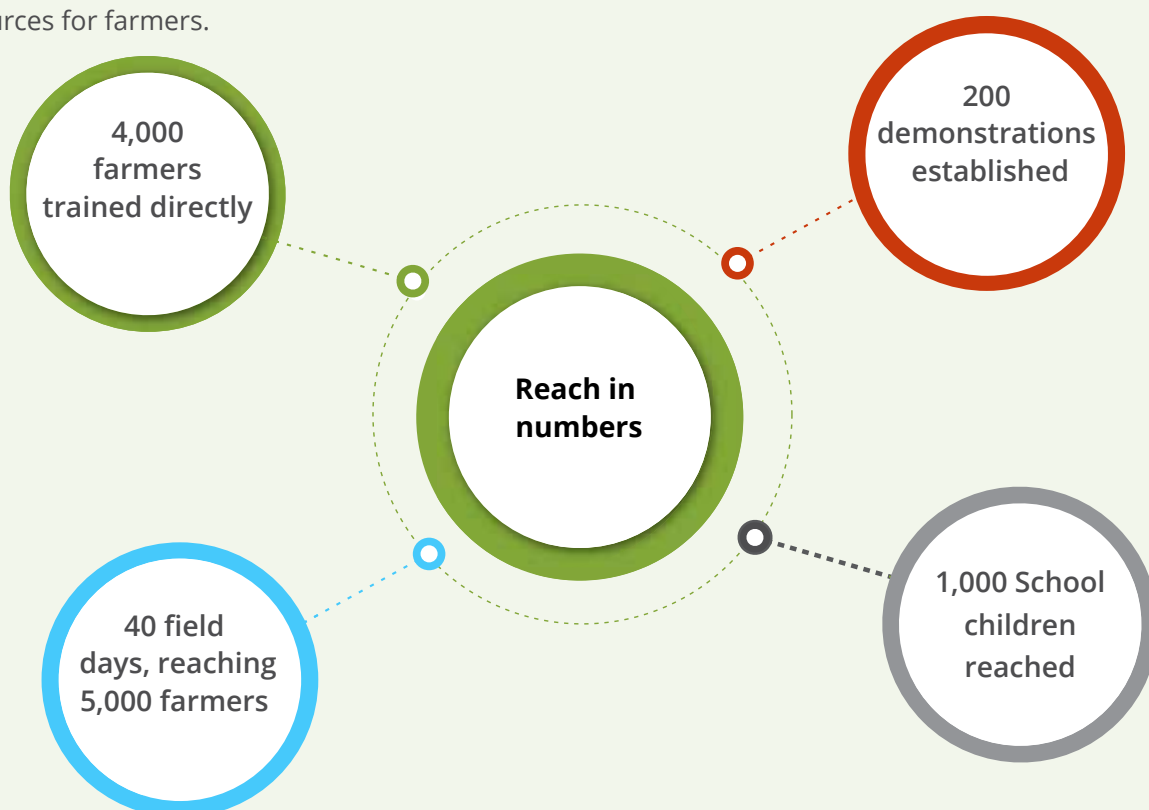 for farmers.
4,000
farmers
trained directly
200
demonstrations
established
Reach in
numbers
40 field
days, reaching
5,000 farmers
1,000 School
children
reached